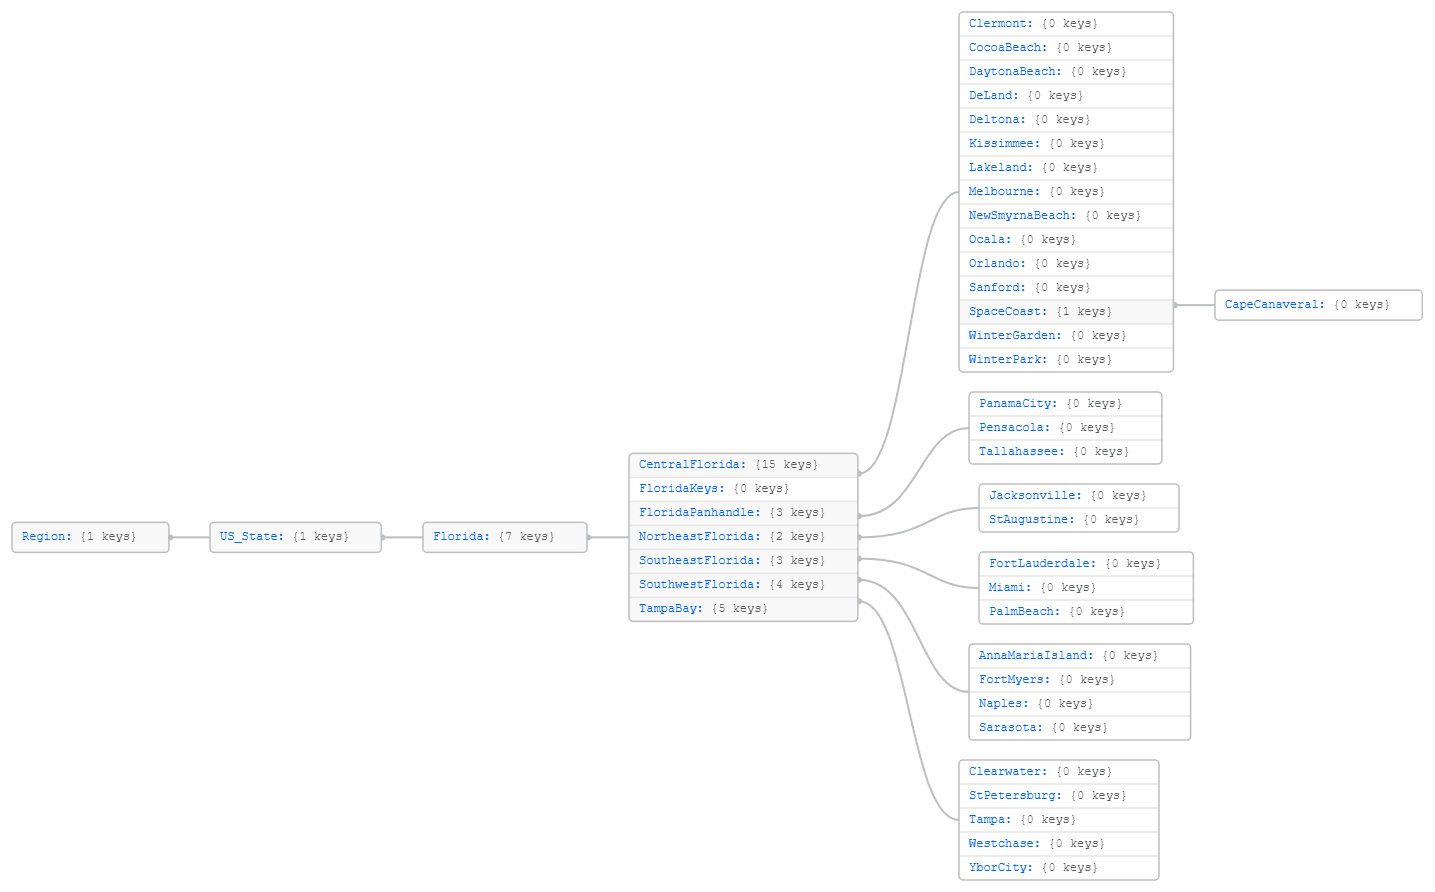 Region: {1 keys}
US_State: {1 keys}
Florida: {7 keys}
CentralFlorida: {15 keys}
FloridaKeys: {0 keys}
FloridaPanhandle: {3 keys}
NortheastFlorida: {2 keys}
SoutheastFlorida: {3 keys}
SouthwestFlorida: {4 keys}
TampaBay: {5 keys}
Clermont: {0 keys}
CocoaBeach: {0 keys}
DaytonaBeach: {0 keys}
DeLand: {0 keys}
Deltona: {0 keys}
Kissimmee: {0 keys}
Lakeland: {0 keys}
Melbourne: {0 keys}
NewSmyrnaBeach: {0 keys}
Ocala: {0 keys}
Orlando: {0 keys}
Sanford: {0 keys}
SpaceCoast: {1 keys}
WinterGarden: {0 keys}
WinterPark: {0 keys}
CapeCanaveral: {0 keys}
PanamaCity: {0 keys}
Pensacola: {0 keys}
Tallahassee: {0 keys}
Jacksonville: {0 keys}
StAugustine: {0 keys}
FortLauderdale: {0 keys}
Miami: {0 keys}
PalmBeach: {0 keys}
AnnaMariaIsland: {0 keys}
FortMyers: {0 keys}
Naples: {0 keys}
Sarasota: {0 keys}
Clearwater: {0 keys}
StPetersburg: {0 keys}
Tampa: {0 keys}
Westchase: {0 keys}
YborCity: {0 keys}